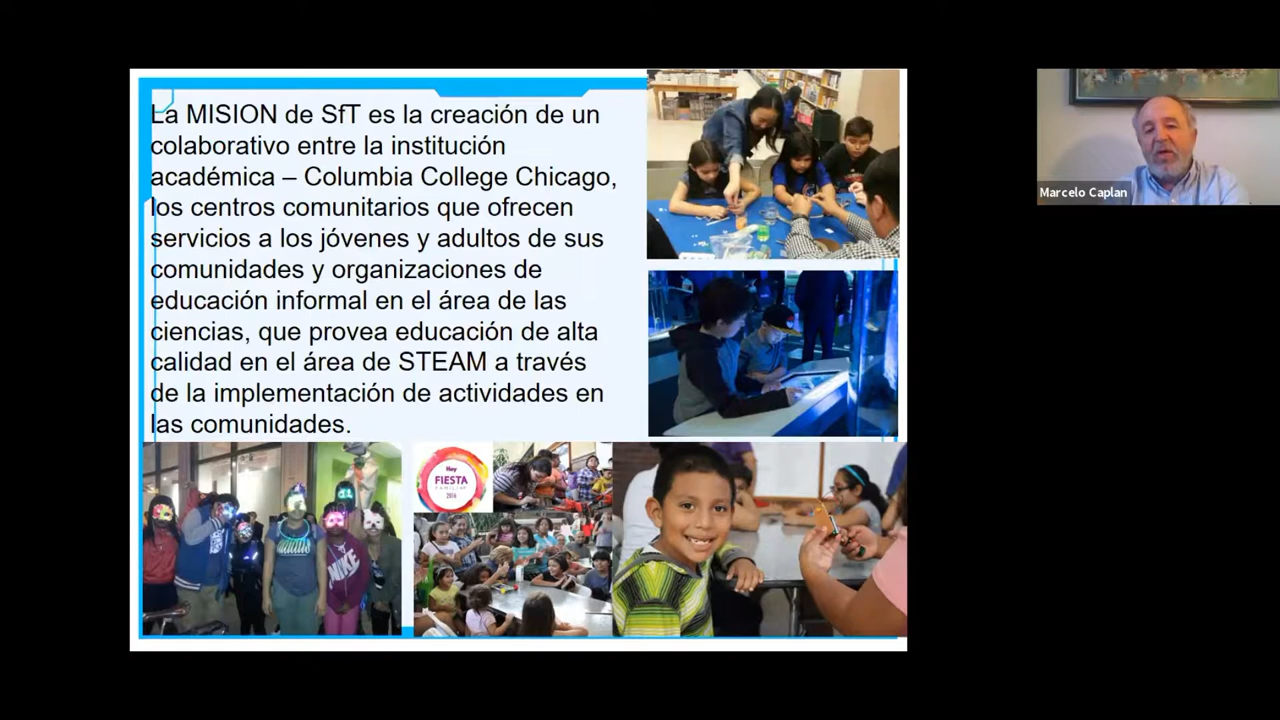 La MISION de SfT es la creación de un
colaborativo entre la institución
académica – Columbia College Chicago,
los centros comunitarios que ofrecen
servicios a los jóvenes y adultos de sus
comunidades y organizaciones de
educación informal en el área de las
ciencias, que provea educación de alta
calidad en el área de STEAM a través
de la implementación de actividades en
las comunidades.
Marcelo Caplan
Hoy
FIESTA
FAMILIAR
2016
NIKE